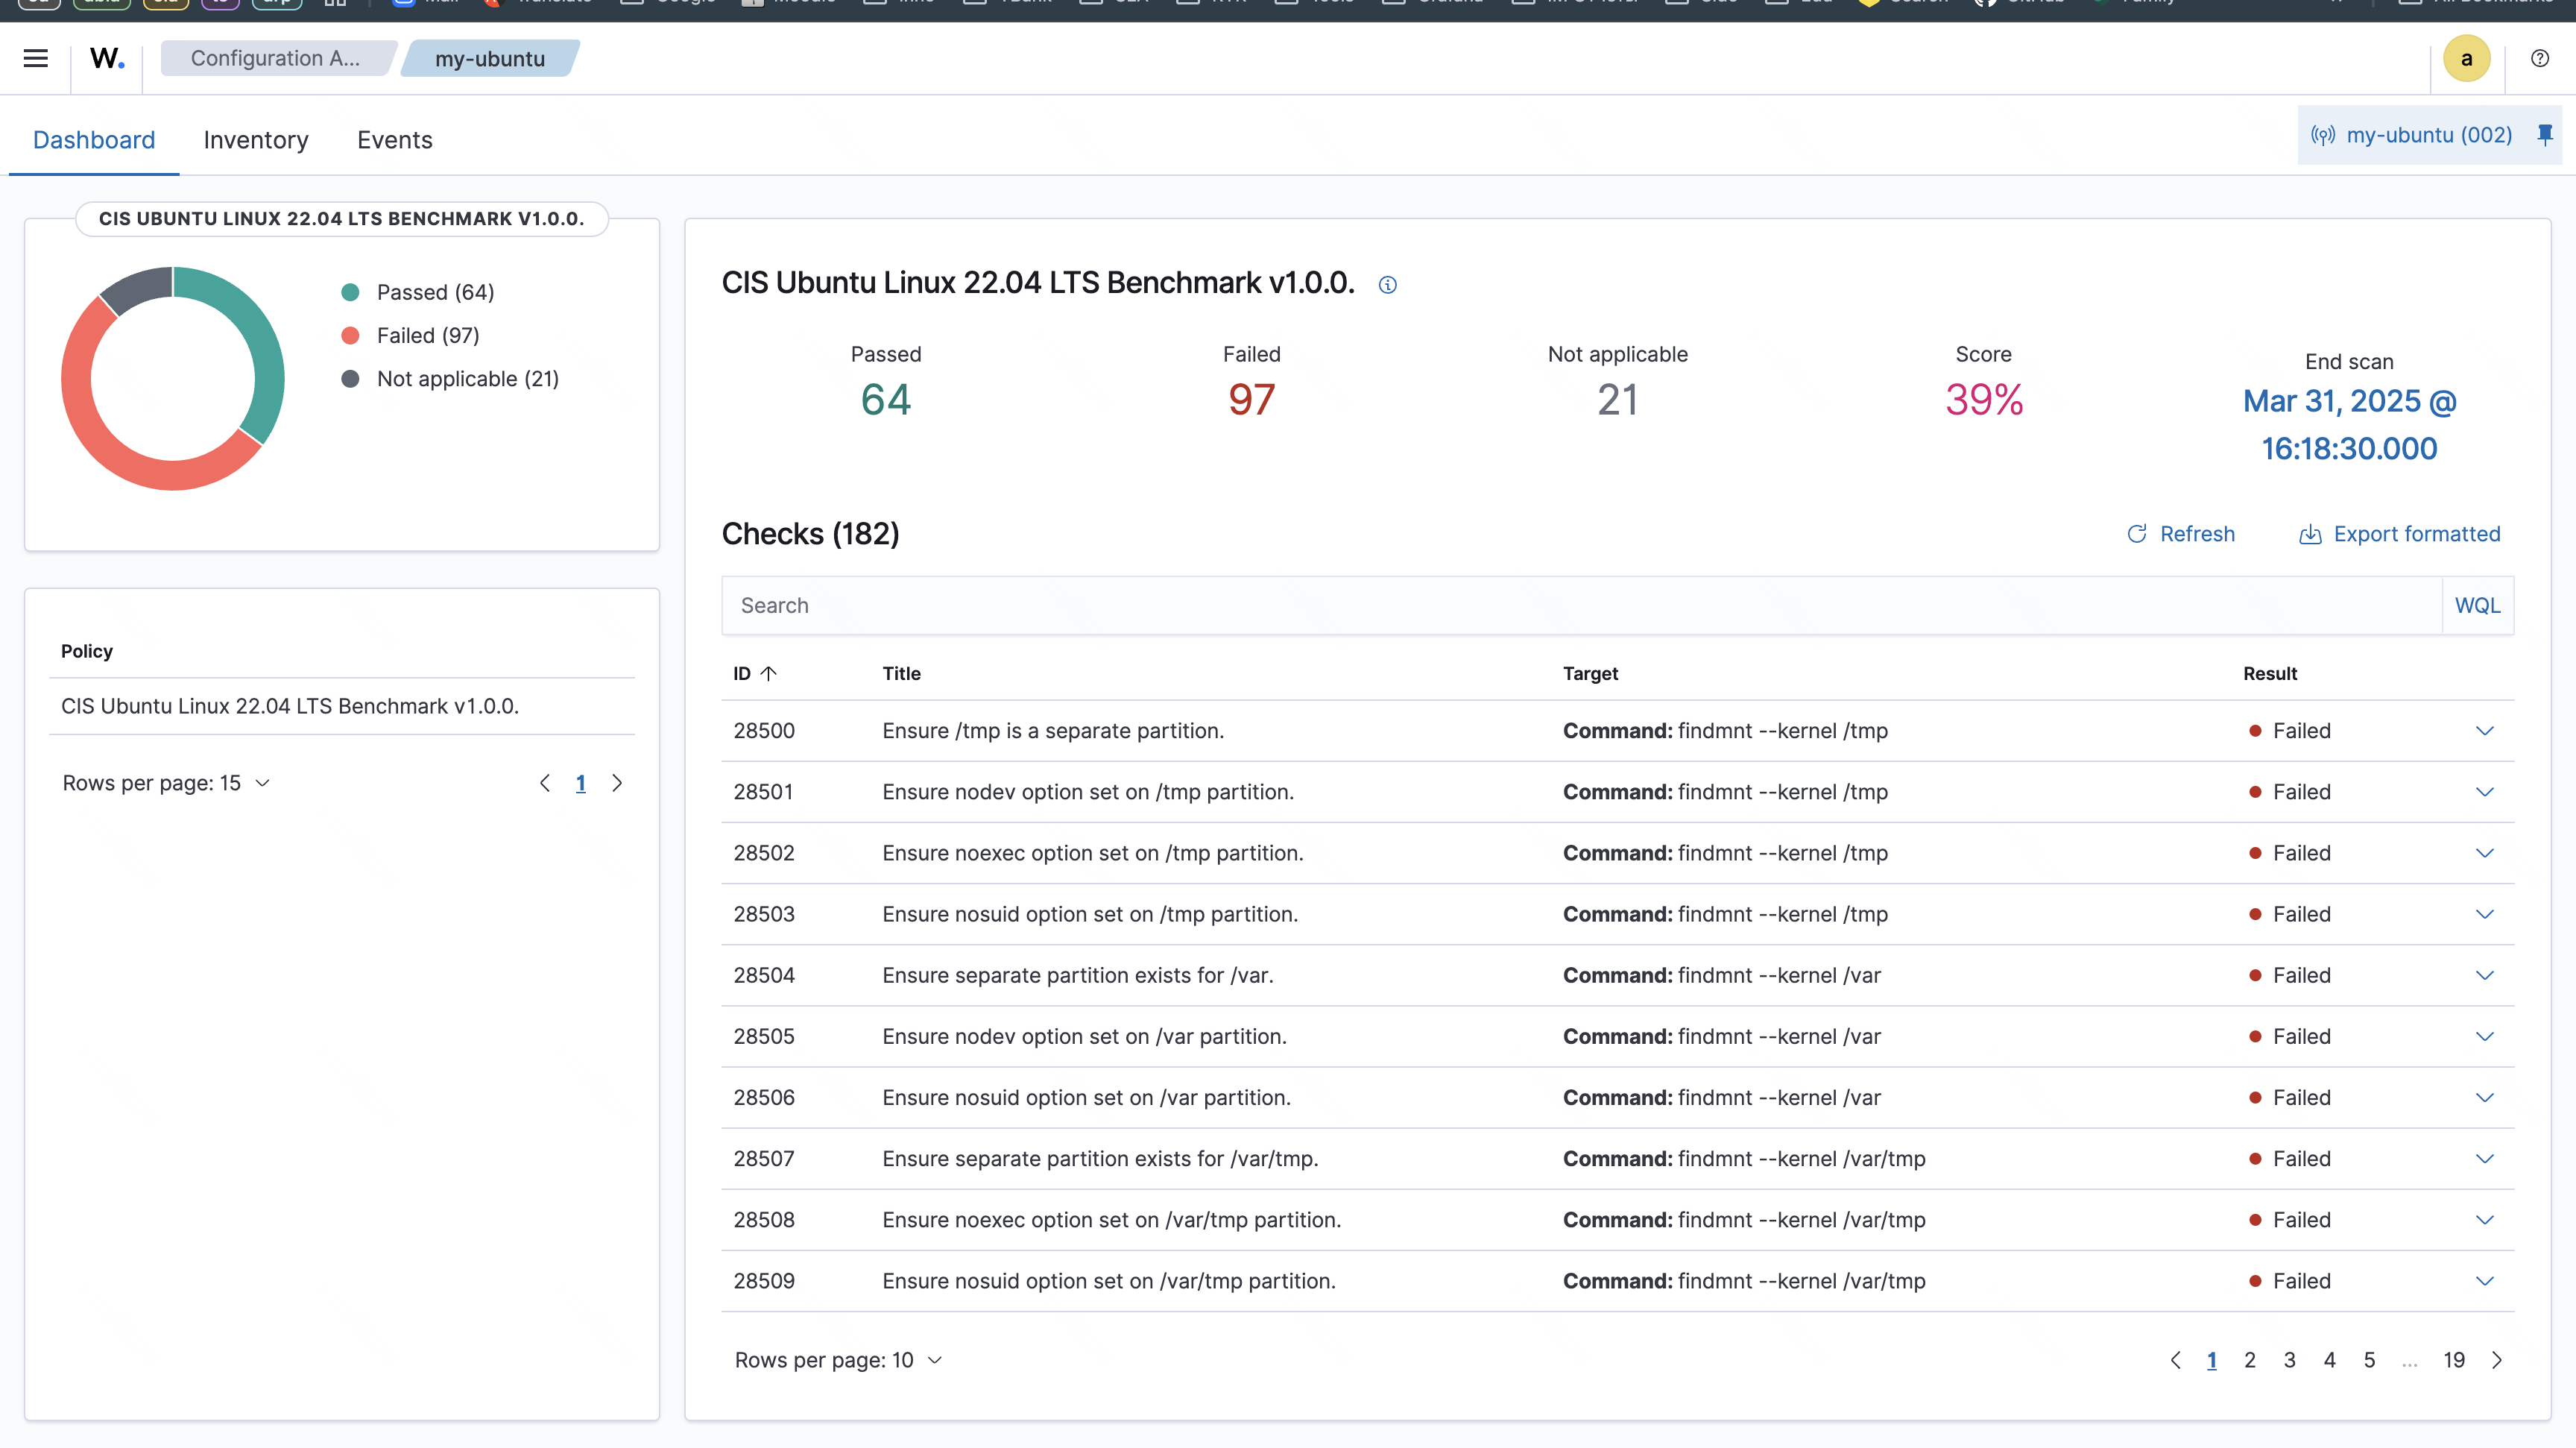 W.
Configuration A...
my-ubuntu
a
Dashboard
Inventory
Events
my-ubuntu (002)
CIS UBUNTU LINUX 22.04 LTS BENCHMARK V1.0.0.
Passed (64)
Failed (97)
Not applicable (21)
Policy
CIS Ubuntu Linux 22.04 LTS Benchmark v1.0.0.
Rows per page: 15
1
CIS Ubuntu Linux 22.04 LTS Benchmark v1.0.0.
Passed
64
Failed
97
Not applicable
21
Score
39%
End scan
Mar 31, 2025 @
16:18:30.000
Checks (182)
Refresh
Export formatted
Search
WQL
ID Title Target Result
28500 Ensure /tmp is a separate partition. Command: findmnt --kernel /tmp Failed
28501 Ensure nodev option set on /tmp partition. Command: findmnt --kernel /tmp Failed
28502 Ensure noexec option set on /tmp partition. Command: findmnt --kernel /tmp Failed
28503 Ensure nosuid option set on /tmp partition. Command: findmnt --kernel /tmp Failed
28504 Ensure separate partition exists for /var. Command: findmnt --kernel /var Failed
28505 Ensure nodev option set on /var partition. Command: findmnt --kernel /var Failed
28506 Ensure nosuid option set on /var partition. Command: findmnt --kernel /var Failed
28507 Ensure separate partition exists for /var/tmp. Command: findmnt --kernel /var/tmp Failed
28508 Ensure noexec option set on /var/tmp partition. Command: findmnt --kernel /var/tmp Failed
28509 Ensure nosuid option set on /var/tmp partition. Command: findmnt --kernel /var/tmp Failed
Rows per page: 10
1 2 3 4 5 ... 19